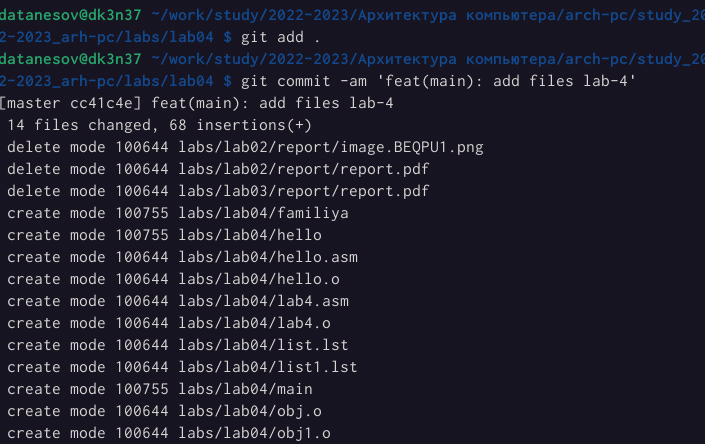 datanesov@dk3n37 ~/work/study/2022-2023/Архитектура компьютера/arch-pc/study_20
2-2023_arh-pc/labs/lab04 $ git add .
datanesov@dk3n37 ~/work/study/2022-2023/Архитектура компьютера/arch-pc/study_20
2-2023_arh-pc/labs/lab04 $ git commit -am 'feat(main): add files lab-4'
[master cc41c4e] feat(main): add files lab-4
14 files changed, 68 insertions(+)
delete mode 100644 labs/lab02/report/image.BEQPU1.png
delete mode 100644 labs/lab02/report/report.pdf
delete mode 100644 labs/lab03/report/report.pdf
create mode 100755 labs/lab04/familiya
create mode 100755 labs/lab04/hello
create mode 100644 labs/lab04/hello.asm
create mode 100644 labs/lab04/hello.o
create mode 100644 labs/lab04/lab4.asm
create mode 100644 labs/lab04/lab4.o
create mode 100644 labs/lab04/list.lst
create mode 100644 labs/lab04/list1.lst
create mode 100755 labs/lab04/main
create mode 100644 labs/lab04/obj.o
create mode 100644 labs/lab04/obj1.o